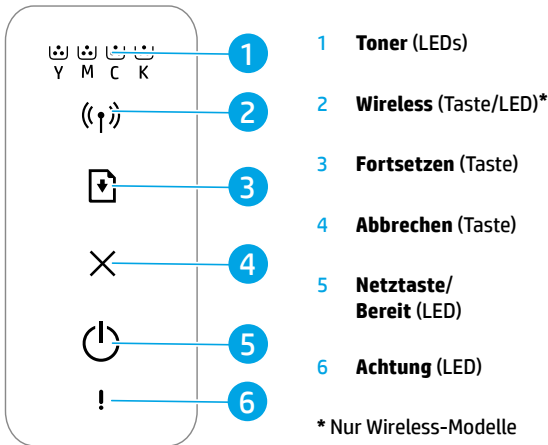 Y M C K
1 Toner (LEDs)
2 Wireless (Taste/LED)*
3 Fortsetzen (Taste)
4 Abbrechen (Taste)
5 Netztaste/
Bereit (LED)
6 Achtung (LED)
* Nur Wireless-Modelle
1
2
3
4
5
6
!